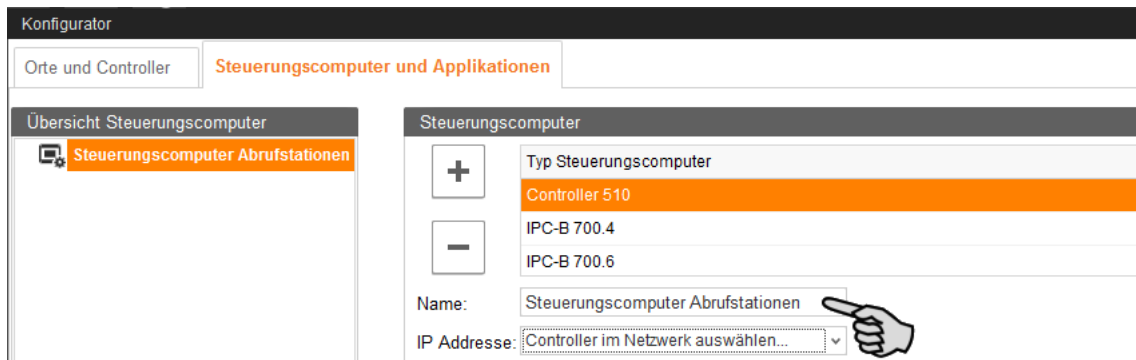 Konfigurator
Orte und Controller
Steuerungscomputer und Applikationen
Übersicht Steuerungscomputer
Steuerungscomputer Abrufstationen
Steuerungscomputer
Typ Steuerungscomputer
Controller 510
IPC-B 700.4
IPC-B 700.6
Name: Steuerungscomputer Abrufstationen
IP Addresse: Controller im Netzwerk auswählen...